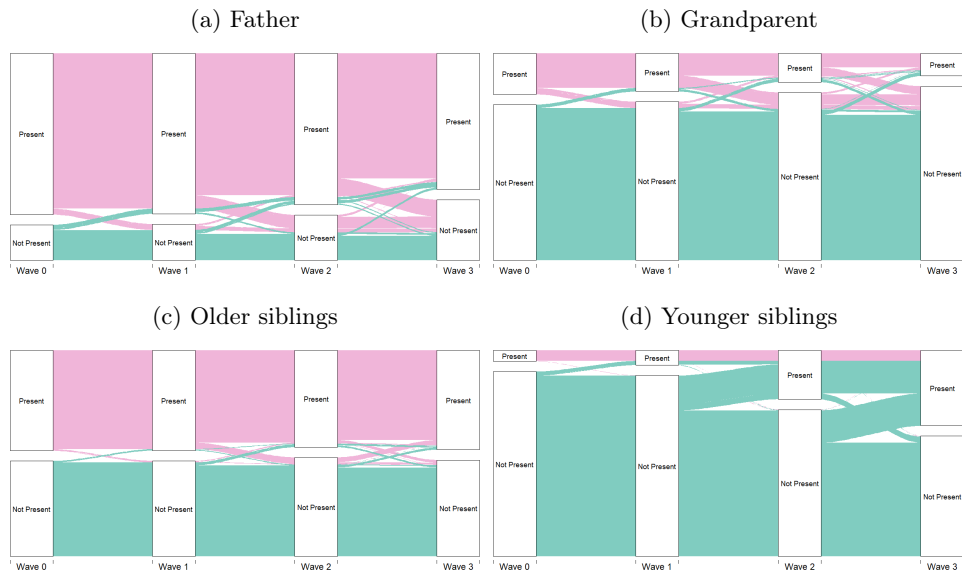 (a) Father
Present
Present
Present
Present
Not Present
Not Present
Not Present
Not Present
Wave 0
Wave 1
Wave 2
Wave 3
(b) Grandparent
Present
Present
Present
Present
Not Present
Not Present
Not Present
Not Present
Wave 0
Wave 1
Wave 2
Wave 3
(c) Older siblings
Present
Present
Present
Present
Not Present
Not Present
Not Present
Not Present
Wave 0
Wave 1
Wave 2
Wave 3
(d) Younger siblings
Present
Present
Present
Present
Not Present
Not Present
Not Present
Not Present
Wave 0
Wave 1
Wave 2
Wave 3